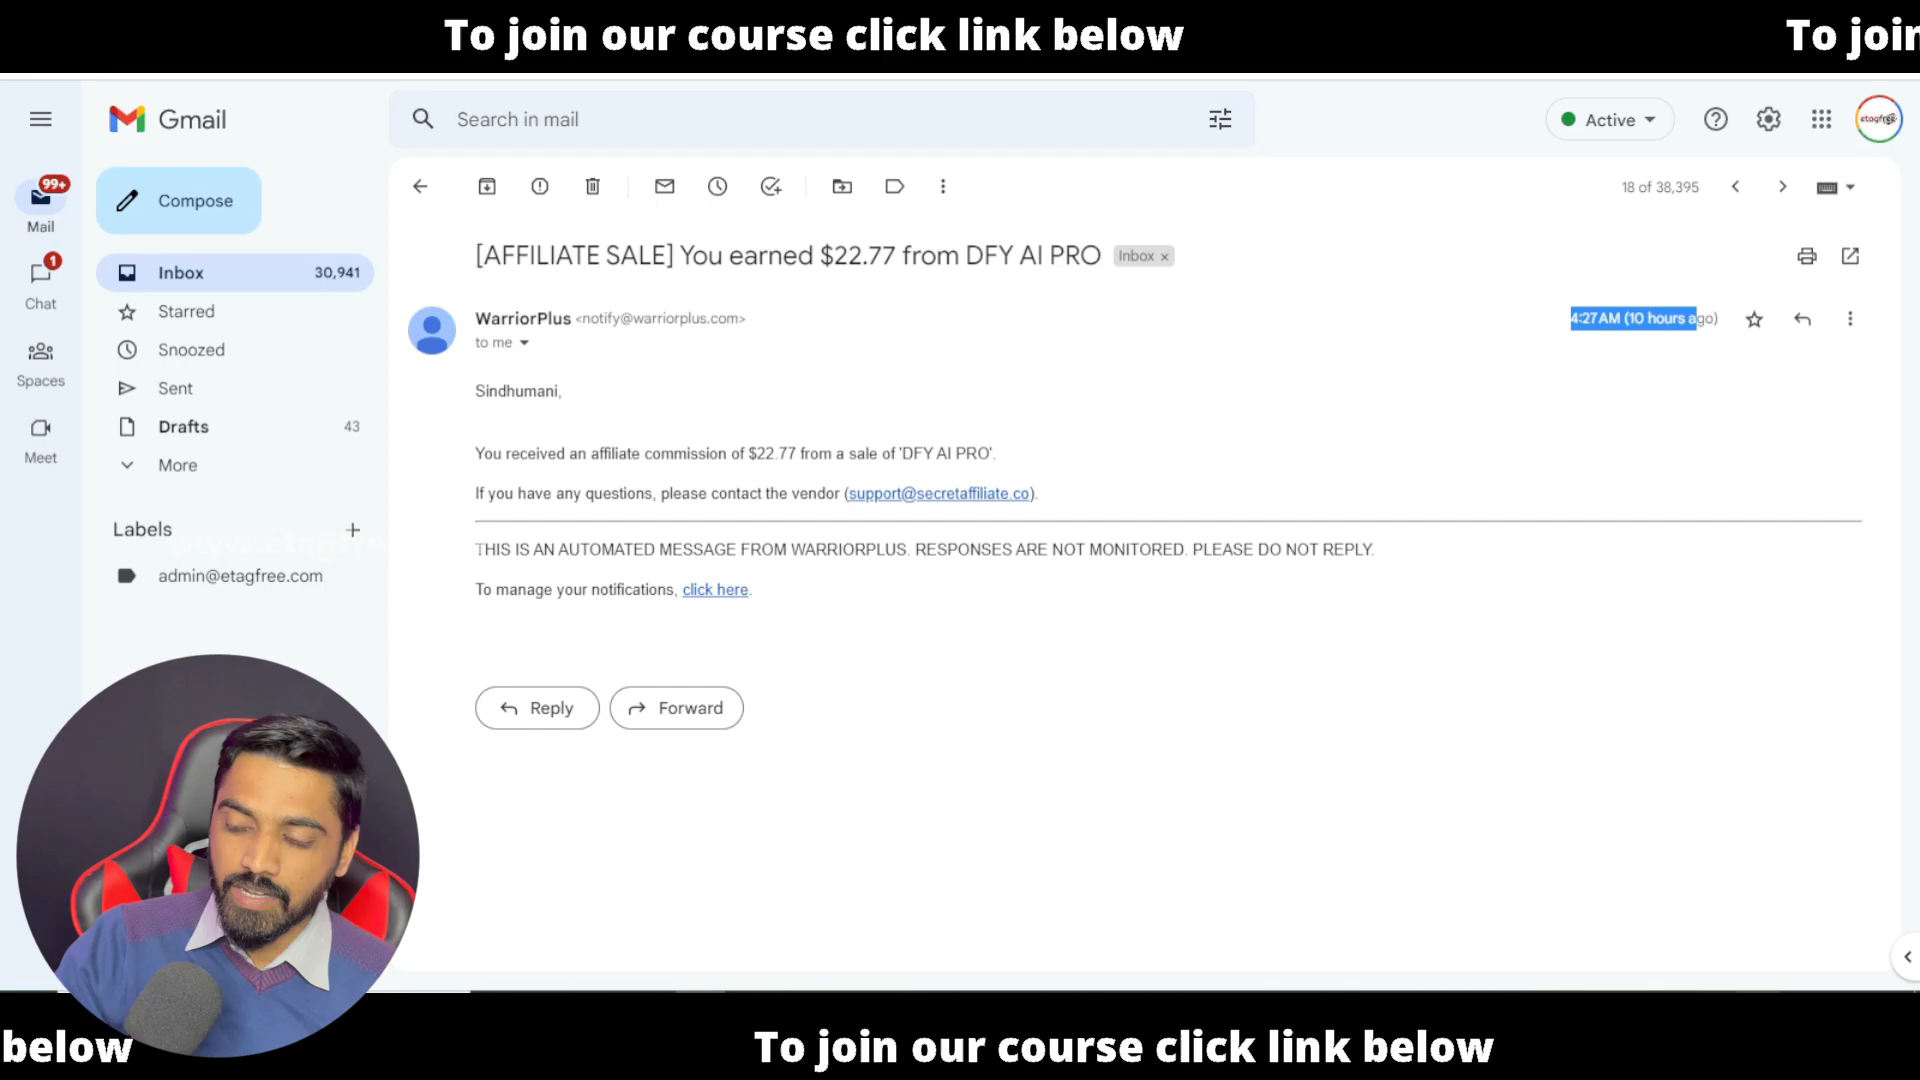 To join our course click link below
To join
Gmail
Search in mail
Active
etagfree
99+
Mail
Compose
18 of 38,395
[AFFILIATE SALE] You earned $22.77 from DFY AI PRO
Inbox ×
Inbox 30,941
1
Chat
Starred
WarriorPlus <notify@warriorplus.com>
4:27 AM (10 hours ago)
to me
Snoozed
Spaces
Sent
Sindhumani,
Drafts 43
Meet
More
You received an affiliate commission of $22.77 from a sale of 'DFY AI PRO'.
If you have any questions, please contact the vendor (support@secretaffiliate.co).
Labels
THIS IS AN AUTOMATED MESSAGE FROM WARRIORPLUS. RESPONSES ARE NOT MONITORED. PLEASE DO NOT REPLY.
admin@etagfree.com
To manage your notifications, click here.
Reply
Forward
below
To join our course click link below